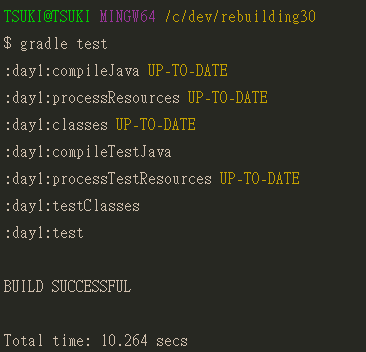 TSUKI@TSUKI MINGW64 /c/dev/rebuilding30
$ gradle test
:day1:compileJava UP-TO-DATE
:day1:processResources UP-TO-DATE
:day1:classes UP-TO-DATE
:day1:compileTestJava
:day1:processTestResources UP-TO-DATE
:day1:testClasses
:day1:test
BUILD SUCCESSFUL
Total time: 10.264 secs